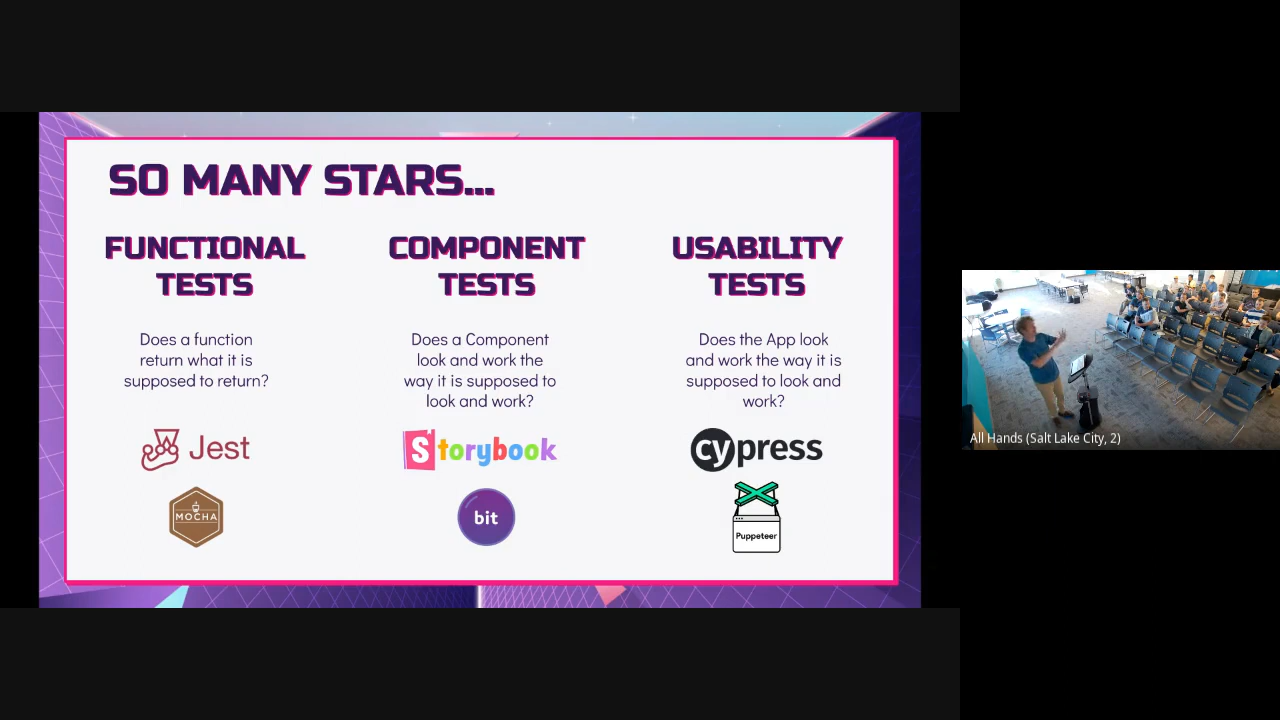 SO MANY STARS...
FUNCTIONAL
TESTS
Does a function
return what it is
supposed to return?
Jest
MOCHA
COMPONENT
TESTS
Does a Component
look and work the
way it is supposed to
look and work?
Storybook
bit
USABILITY
TESTS
Does the App look
and work the way it is
supposed to look and
work?
cypress
Puppeteer
All Hands (Salt Lake City, 2)